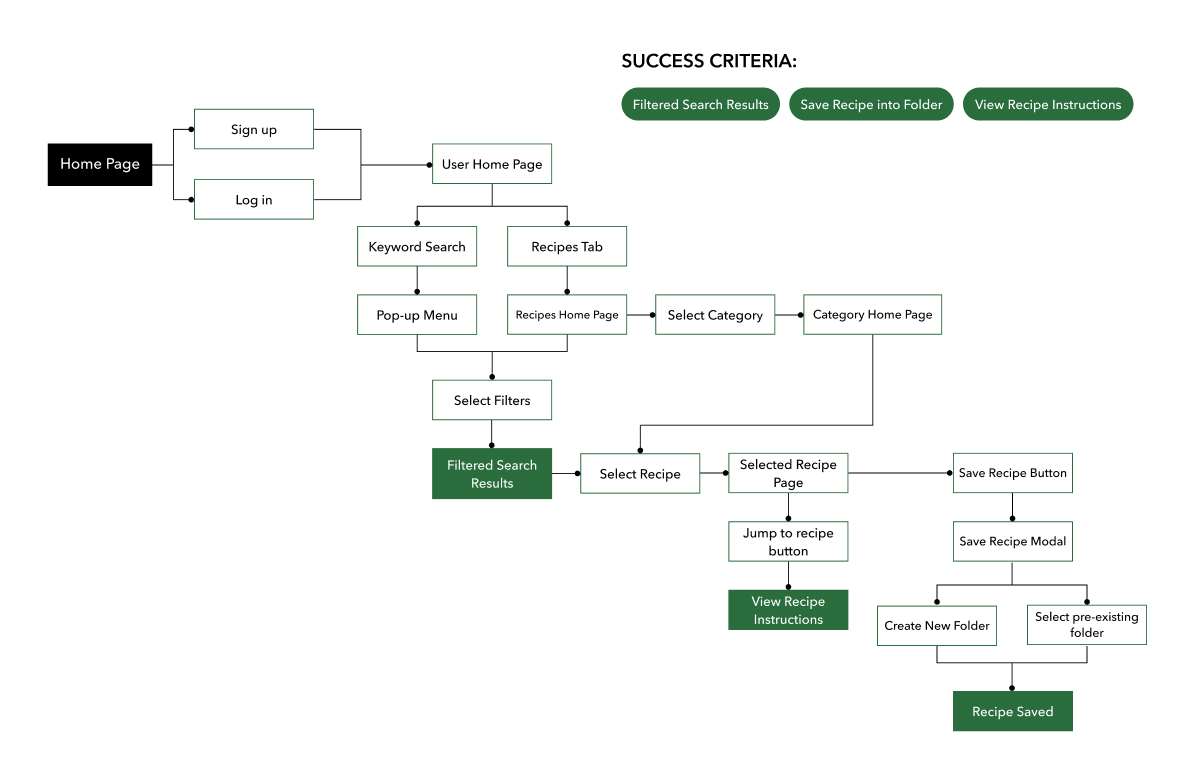 SUCCESS CRITERIA:
Filtered Search Results
Save Recipe into Folder
View Recipe Instructions
Home Page
Sign up
Log in
User Home Page
Keyword Search
Recipes Tab
Pop-up Menu
Recipes Home Page
Select Category
Category Home Page
Select Filters
Filtered Search
Results
Select Recipe
Selected Recipe
Page
Save Recipe Button
Jump to recipe
button
Save Recipe Modal
View Recipe
Instructions
Create New Folder
Select pre-existing
folder
Recipe Saved